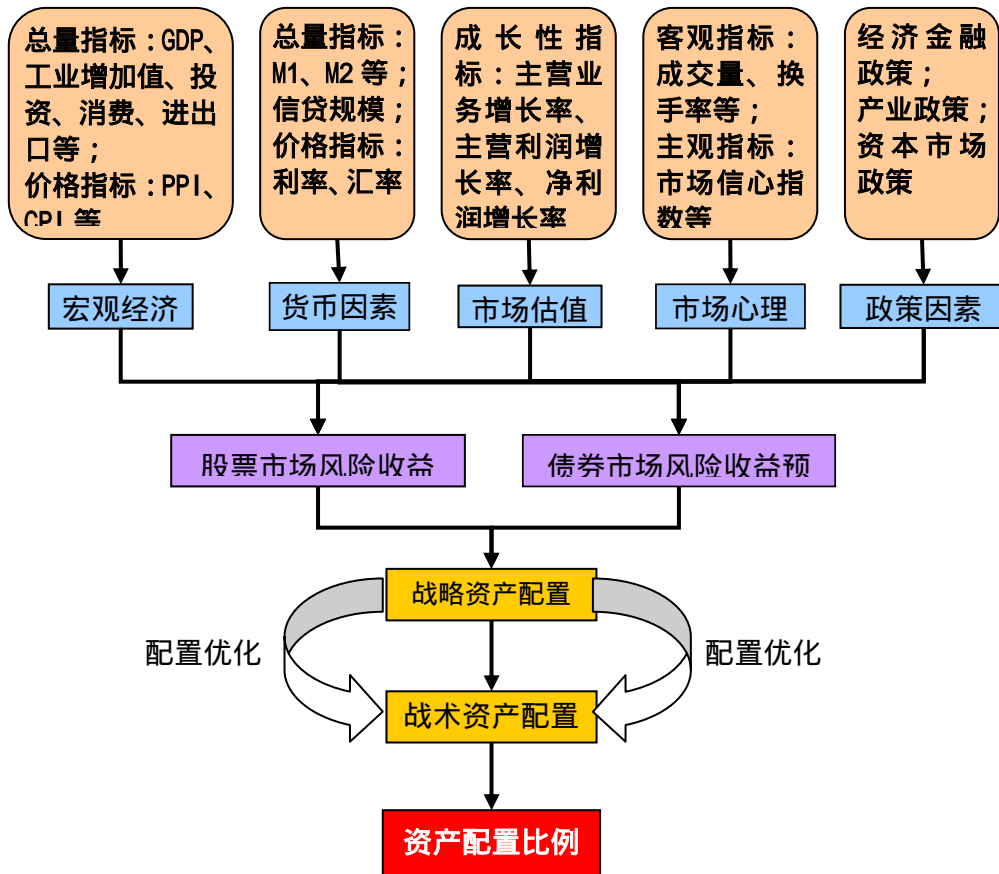 总量指标：GDP、
工业增加值、投
资、消费、进出
口等；
价格指标：PPI、
CPI 等
总量指标：
M1、M2 等；
信贷规模；
价格指标：
利率、汇率
成长性指
标：主营业
务增长率、
主营利润增
长率、净利
润增长率
客观指标：
成交量、换
手率等；
主观指标：
市场信心指
数等
经济金融
政策；
产业政策；
资本市场
政策
宏观经济
货币因素
市场估值
市场心理
政策因素
股票市场风险收益
债券市场风险收益预
战略资产配置
配置优化
配置优化
战术资产配置
资产配置比例